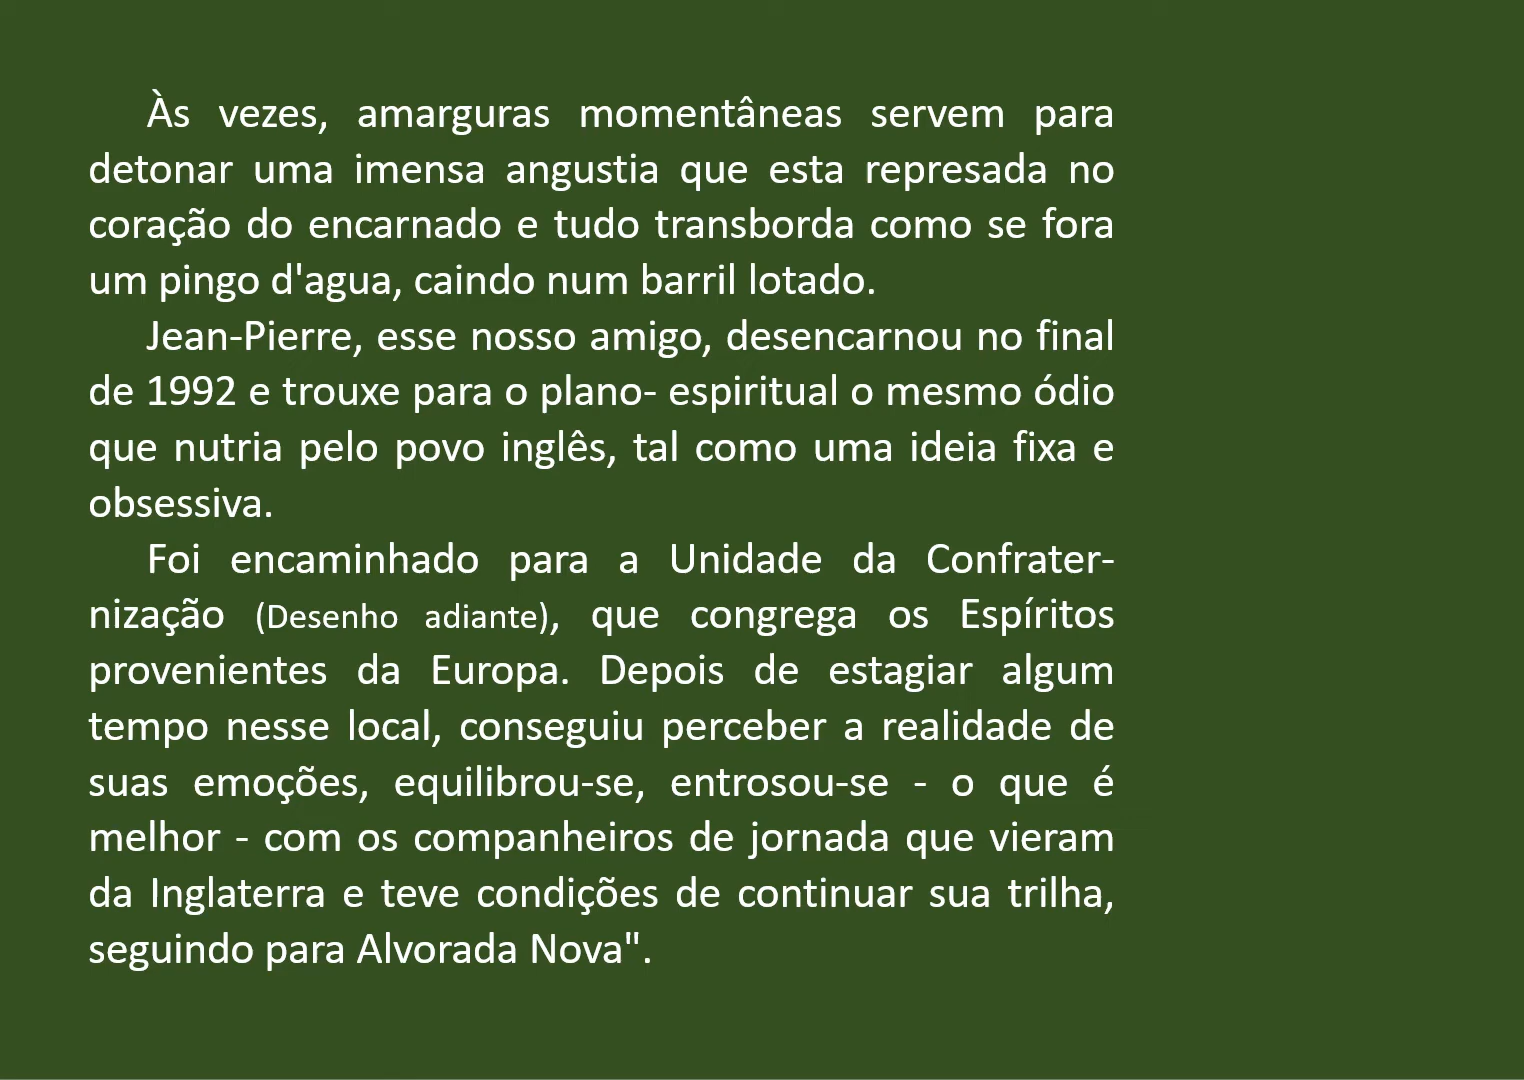 Às vezes, amarguras momentâneas servem para
detonar uma imensa angustia que esta represada no
coração do encarnado e tudo transborda como se fora
um pingo d'agua, caindo num barril lotado.
Jean-Pierre, esse nosso amigo, desencarnou no final
de 1992 e trouxe para o plano- espiritual o mesmo ódio
que nutria pelo povo inglês, tal como uma ideia fixa e
obsessiva.
Foi encaminhado para a Unidade da Confrater-
nização (Desenho adiante), que congrega os Espíritos
provenientes da Europa. Depois de estagiar algum
tempo nesse local, conseguiu perceber a realidade de
suas emoções, equilibrou-se, entrosou-se - o que é
melhor - com os companheiros de jornada que vieram
da Inglaterra e teve condições de continuar sua trilha,
seguindo para Alvorada Nova".